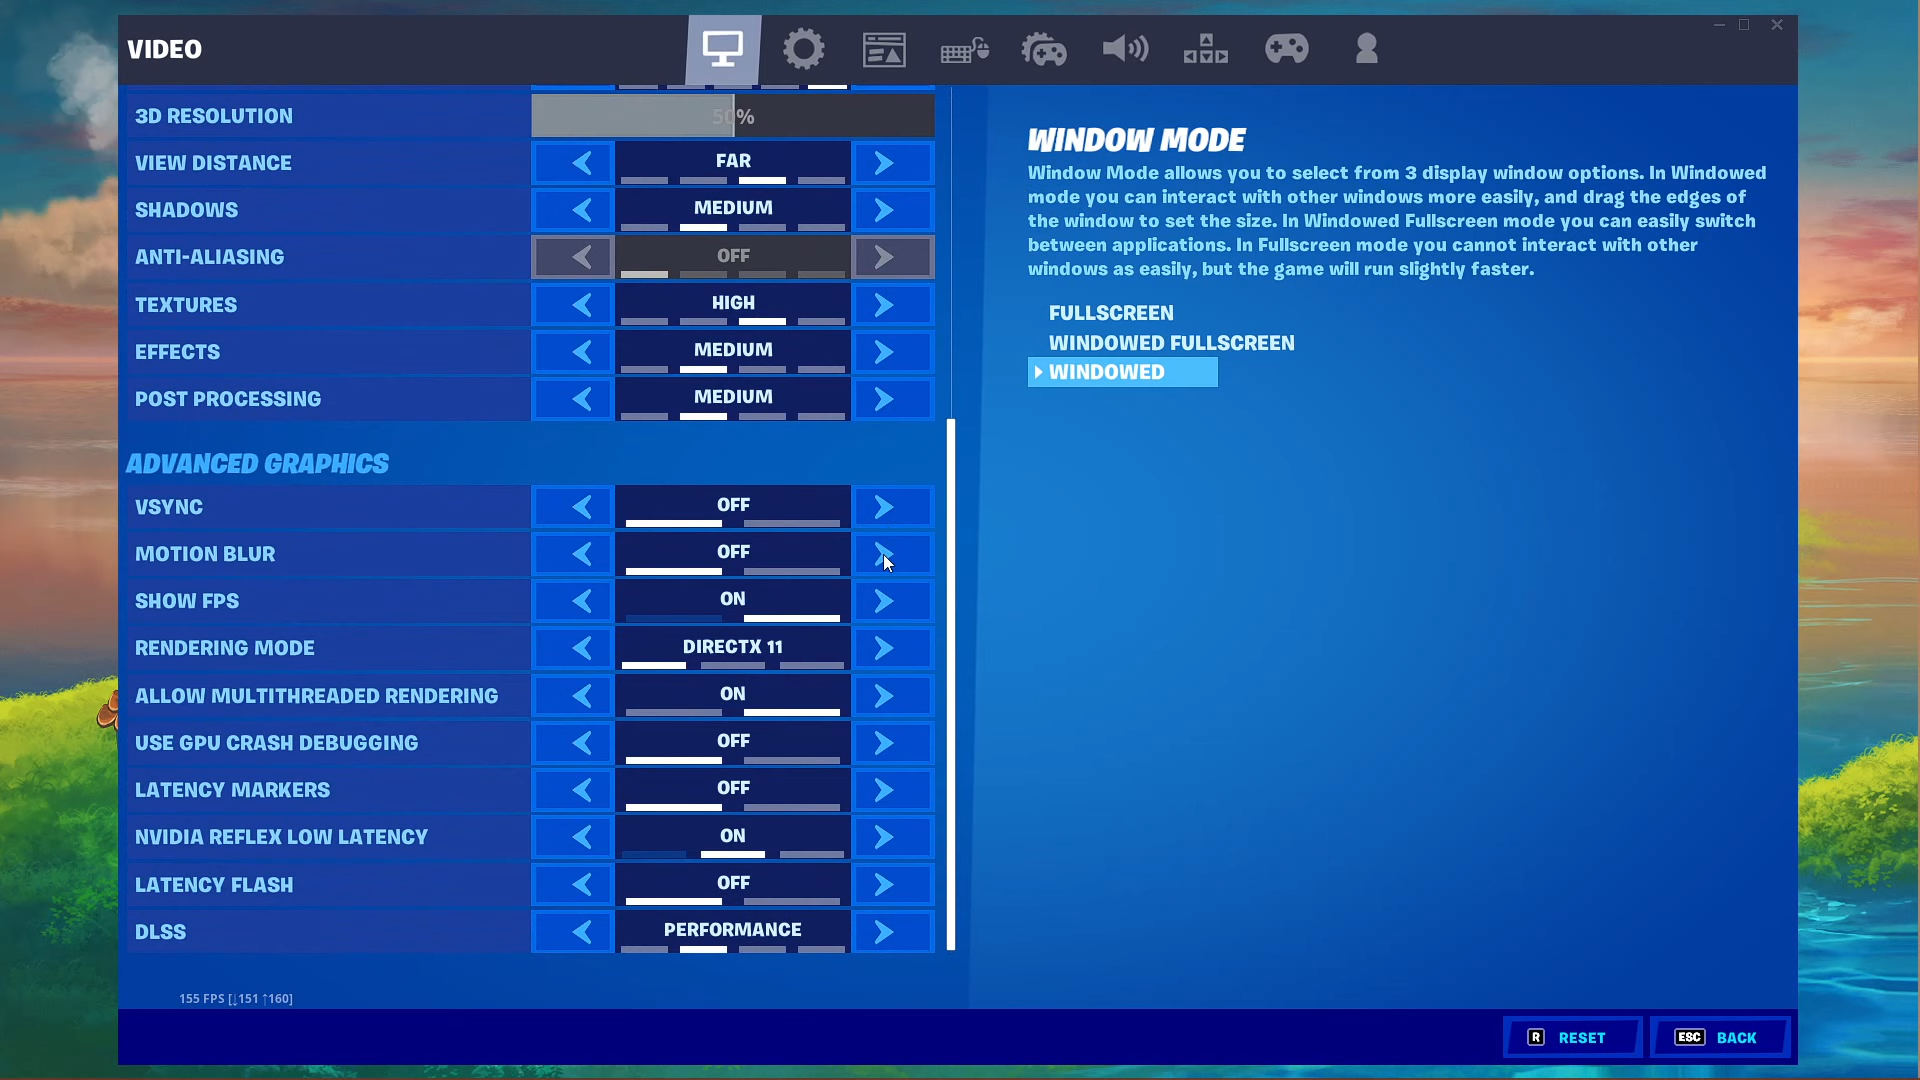 VIDEO
3D RESOLUTION
50%
VIEW DISTANCE
FAR
SHADOWS
MEDIUM
ANTI-ALIASING
OFF
TEXTURES
HIGH
EFFECTS
MEDIUM
POST PROCESSING
MEDIUM
ADVANCED GRAPHICS
VSYNC
OFF
MOTION BLUR
OFF
SHOW FPS
ON
RENDERING MODE
DIRECTX 11
ALLOW MULTITHREADED RENDERING
ON
USE GPU CRASH DEBUGGING
OFF
LATENCY MARKERS
OFF
NVIDIA REFLEX LOW LATENCY
ON
LATENCY FLASH
OFF
DLSS
PERFORMANCE
155 FPS [↓151 ↑160]
WINDOW MODE
Window Mode allows you to select from 3 display window options. In Windowed
mode you can interact with other windows more easily, and drag the edges of
the window to set the size. In Windowed Fullscreen mode you can easily switch
between applications. In Fullscreen mode you cannot interact with other
windows as easily, but the game will run slightly faster.
FULLSCREEN
WINDOWED FULLSCREEN
WINDOWED
R RESET
ESC BACK